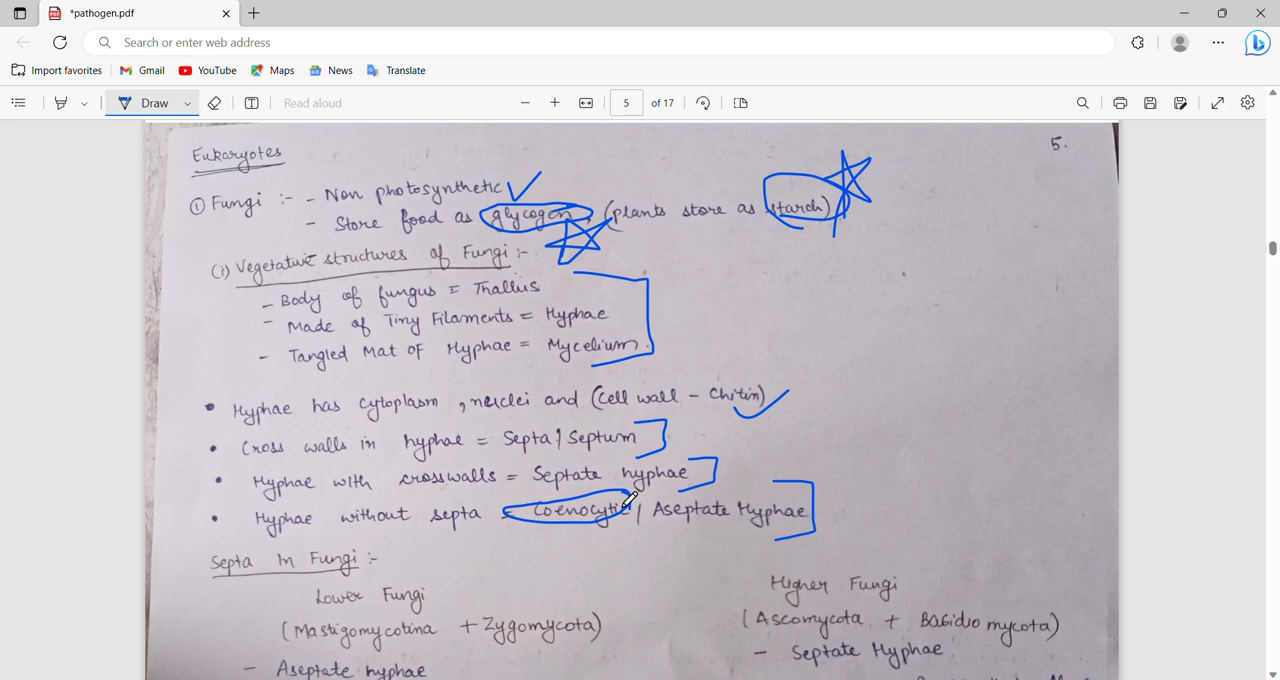 *pathogen.pdf
Search or enter web address
Import favorites Gmail YouTube Maps News Translate
Draw Read aloud 5 of 17
5.
Eukaryotes
① Fungi :- - Non photosynthetic
- Store food as glycogen, (plants store as starch)
(i) Vegetative structures of Fungi :-
- Body of fungus = Thallus
- Made of Tiny Filaments = Hyphae
- Tangled Mat of Hyphae = Mycelium.
• Hyphae has cytoplasm, nuclei and (Cell wall - Chitin)
• Cross walls in hyphae = Septa / Septum
• Hyphae with crosswalls = Septate hyphae
• Hyphae without septa = Coenocytic / Aseptate Hyphae
Septa In Fungi :-
Lower Fungi
(Mastigomycotina + Zygomycota)
- Aseptate hyphae
Higher Fungi
(Ascomycota + Basidiomycota)
- Septate Hyphae